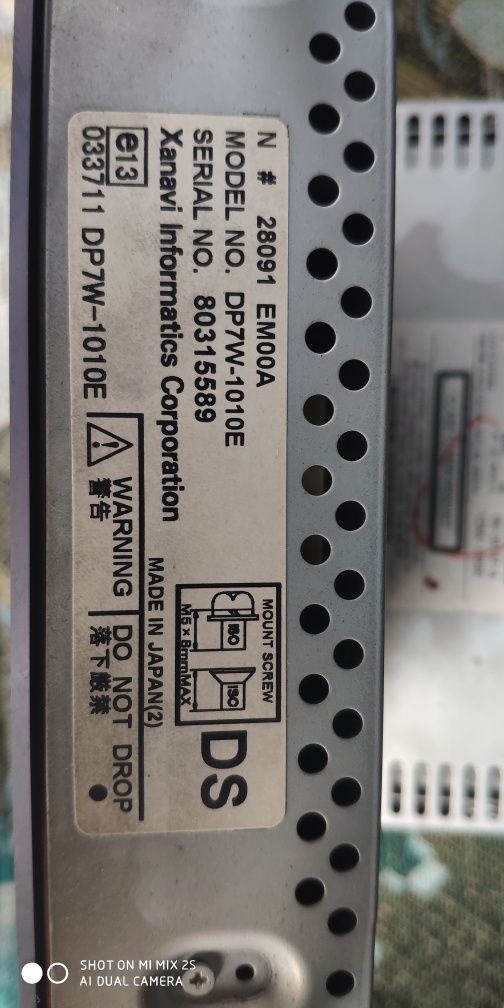 N # 28091 EM00A
MODEL NO. DP7W-1010E
SERIAL NO. 80315589
Xanavi Informatics Corporation
e13
033711 DP7W-1010E
MOUNT SCREW
ISO ISO
M5×8mmMAX
DS
MADE IN JAPAN(2)
WARNING DO NOT DROP
警告 落下厳禁
SHOT ON MI MIX 2S
AI DUAL CAMERA